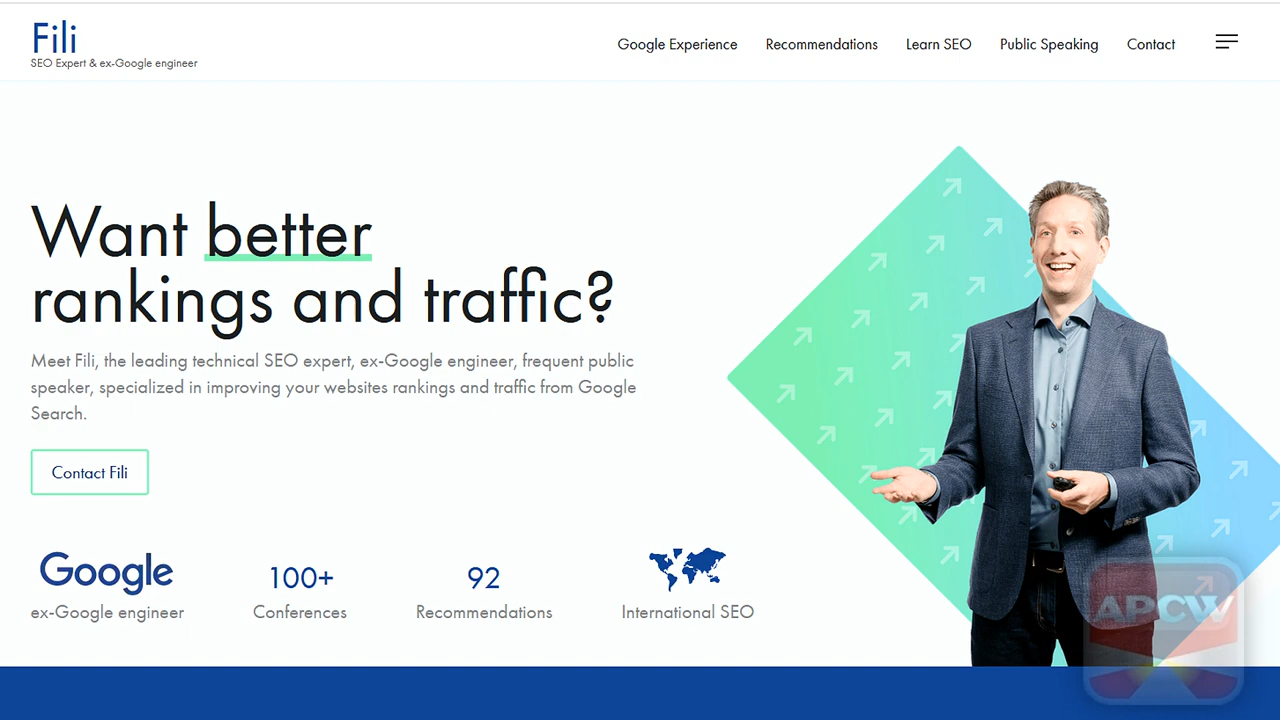 Fili
SEO Expert & ex-Google engineer
Google Experience
Recommendations
Learn SEO
Public Speaking
Contact
Want better
rankings and traffic?
Meet Fili, the leading technical SEO expert, ex-Google engineer, frequent public
speaker, specialized in improving your websites rankings and traffic from Google
Search.
Contact Fili
Google
ex-Google engineer
100+
Conferences
92
Recommendations
International SEO
APCW